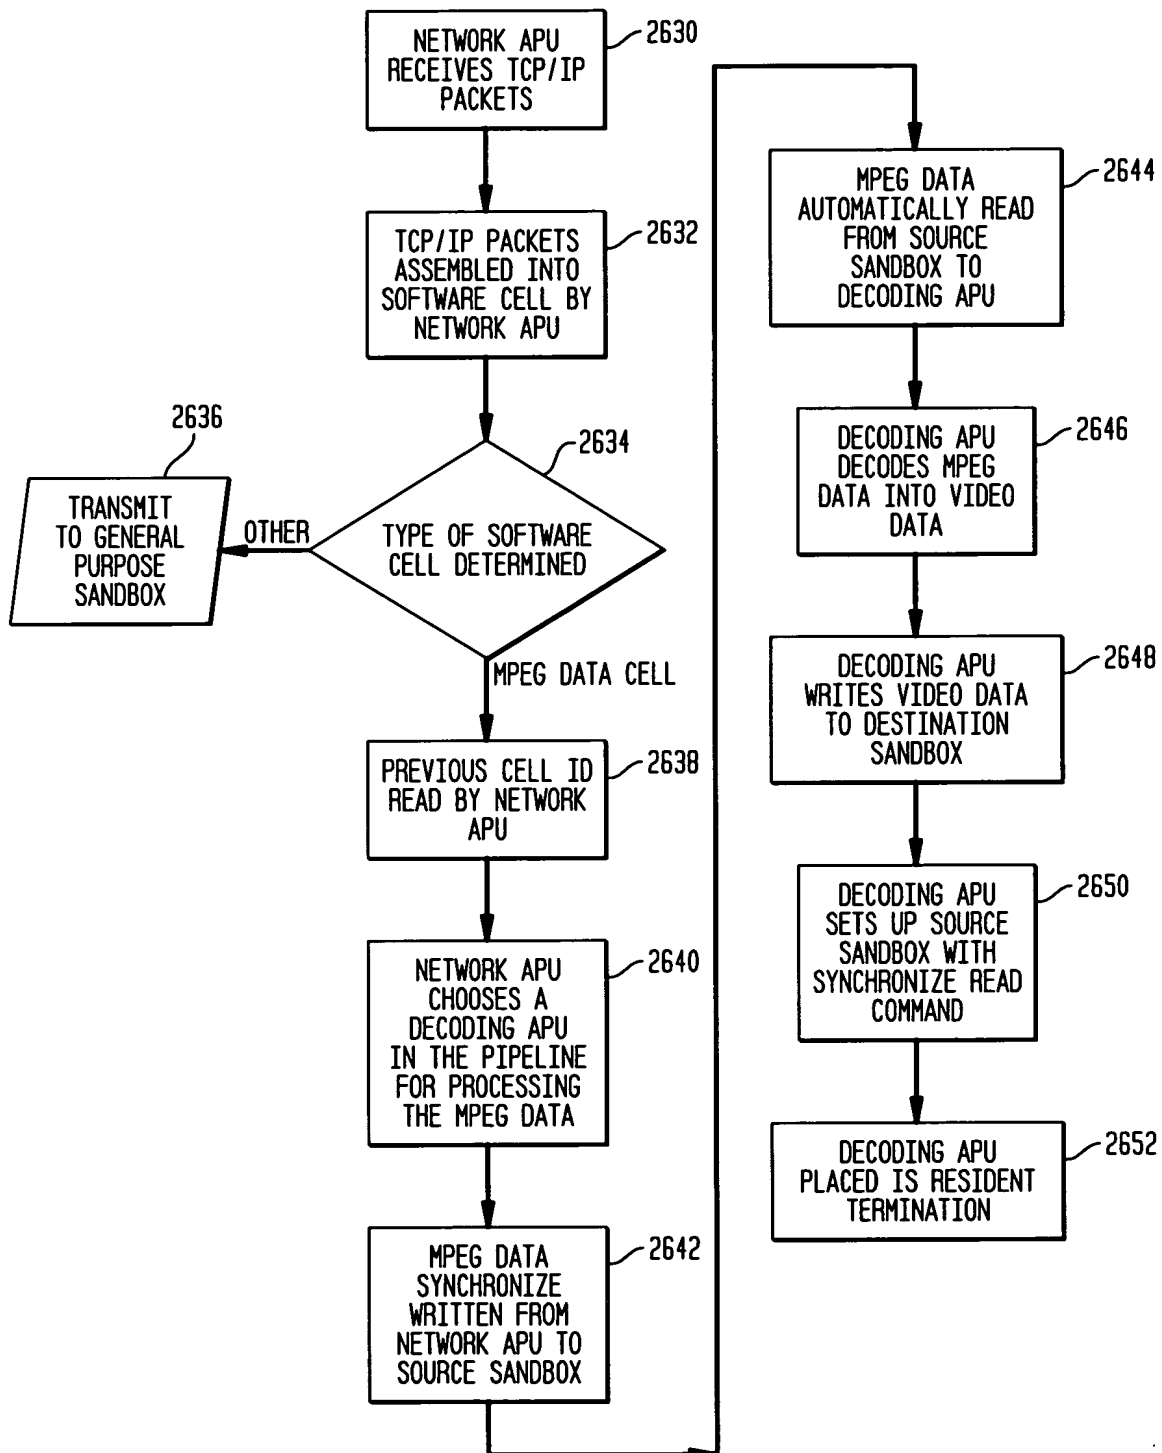 NETWORK APU
RECEIVES TCP/IP
PACKETS
2630
TCP/IP PACKETS
ASSEMBLED INTO
SOFTWARE CELL BY
NETWORK APU
2632
2634
TYPE OF SOFTWARE
CELL DETERMINED
OTHER
2636
TRANSMIT
TO GENERAL
PURPOSE
SANDBOX
MPEG DATA CELL
PREVIOUS CELL ID
READ BY NETWORK
APU
2638
NETWORK APU
CHOOSES A
DECODING APU
IN THE PIPELINE
FOR PROCESSING
THE MPEG DATA
2640
MPEG DATA
SYNCHRONIZE
WRITTEN FROM
NETWORK APU TO
SOURCE SANDBOX
2642
MPEG DATA
AUTOMATICALLY READ
FROM SOURCE
SANDBOX TO
DECODING APU
2644
DECODING APU
DECODES MPEG
DATA INTO VIDEO
DATA
2646
DECODING APU
WRITES VIDEO DATA
TO DESTINATION
SANDBOX
2648
DECODING APU
SETS UP SOURCE
SANDBOX WITH
SYNCHRONIZE READ
COMMAND
2650
DECODING APU
PLACED IS RESIDENT
TERMINATION
2652